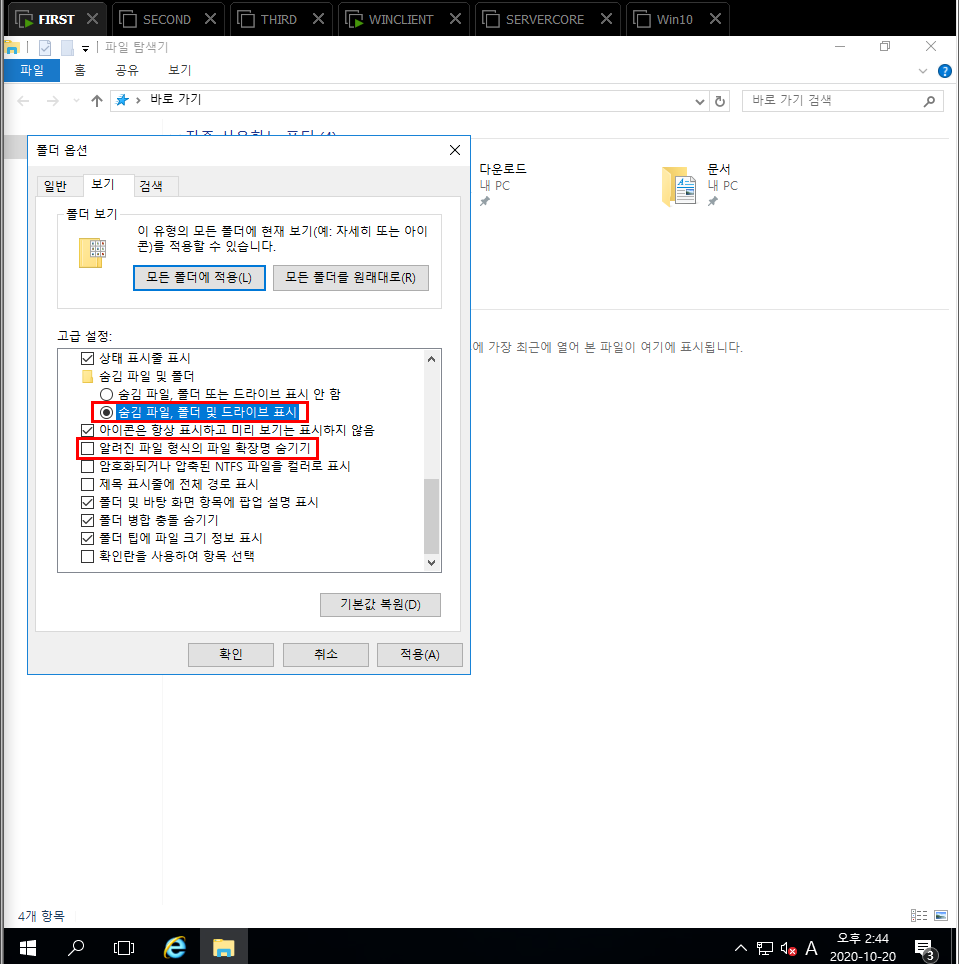 FIRST
SECOND
THIRD
WINCLIENT
SERVERCORE
Win10
파일 탐색기
파일
홈
공유
보기
?
바로 가기
바로 가기 검색
폴더 옵션
다운로드
내 PC
문서
내 PC
일반
보기
검색
폴더 보기
이 유형의 모든 폴더에 현재 보기(예: 자세히 또는 아이
콘)를 적용할 수 있습니다.
모든 폴더에 적용(L)
모든 폴더를 원래대로(R)
고급 설정:
에 가장 최근에 열어 본 파일이 여기에 표시됩니다.
상태 표시줄 표시
숨김 파일 및 폴더
숨김 파일, 폴더 또는 드라이브 표시 안 함
숨김 파일, 폴더 및 드라이브 표시
아이콘은 항상 표시하고 미리 보기는 표시하지 않음
알려진 파일 형식의 파일 확장명 숨기기
암호화되거나 압축된 NTFS 파일을 컬러로 표시
제목 표시줄에 전체 경로 표시
폴더 및 바탕 화면 항목에 팝업 설명 표시
폴더 병합 충돌 숨기기
폴더 팁에 파일 크기 정보 표시
확인란을 사용하여 항목 선택
기본값 복원(D)
확인
취소
적용(A)
4개 항목
A
오후 2:44
2020-10-20
3